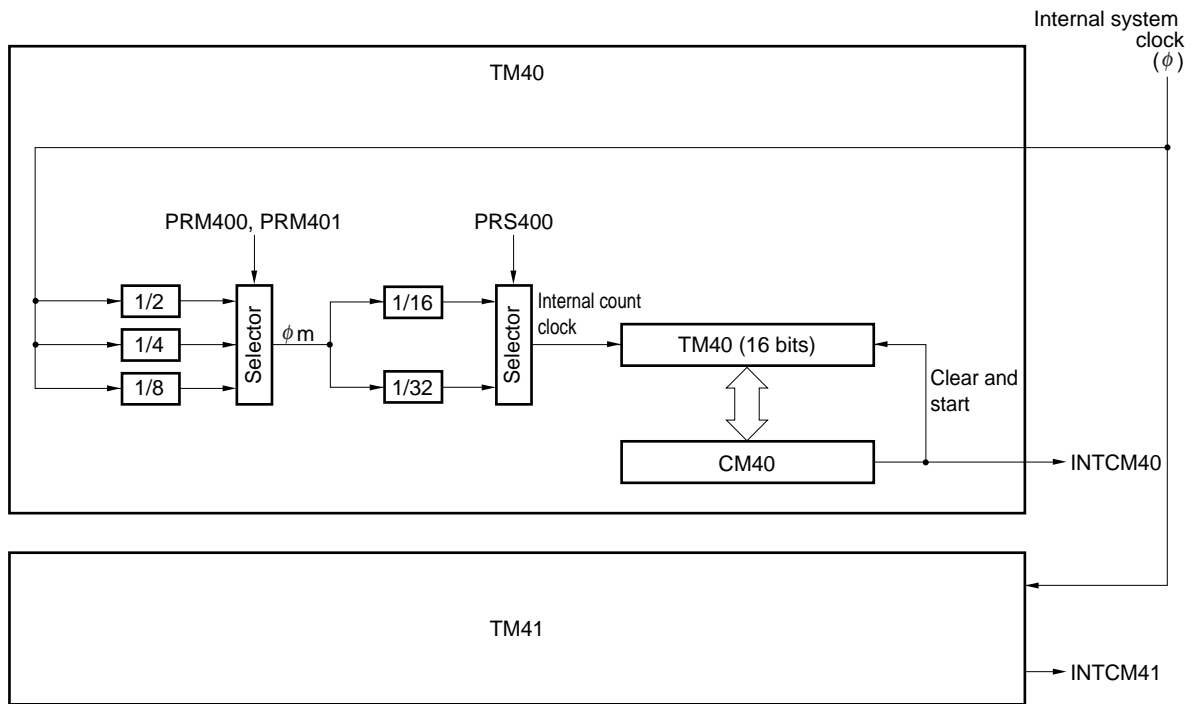 Internal system
clock
(φ)
TM40
PRM400, PRM401
PRS400
1/2
1/4
1/8
Selector
φm
1/16
1/32
Selector
Internal count
clock
TM40 (16 bits)
Clear and
start
CM40
INTCM40
TM41
INTCM41